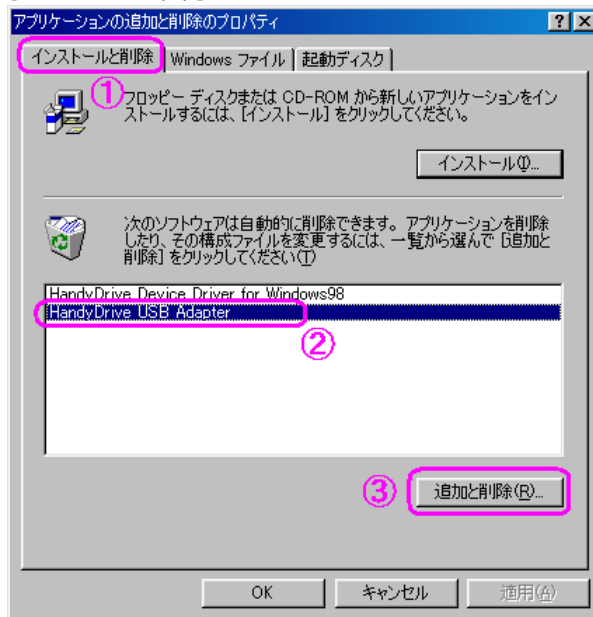 アプリケーションの追加と削除のプロパティ
インストールと削除 Windows ファイル 起動ディスク
①
フロッピー ディスクまたは CD-ROM から新しいアプリケーションをイン
ストールするには、[インストール] をクリックしてください。
インストール(I)...
次のソフトウェアは自動的に削除できます。アプリケーションを削除
したり、その構成ファイルを変更するには、一覧から選んで [追加と
削除] をクリックしてください(T)
HandyDrive Device Driver for Windows98
HandyDrive USB Adapter
②
③
追加と削除(R)...
OK キャンセル 適用(A)